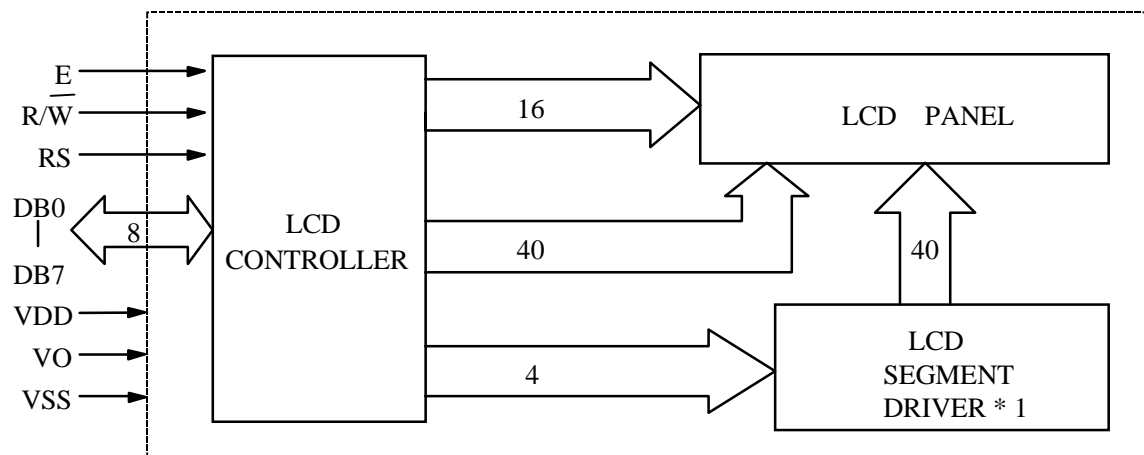 E
R/W̅
RS
DB0
DB7
VDD
VO
VSS
8
LCD
CONTROLLER
16
40
4
LCD PANEL
40
LCD
SEGMENT
DRIVER * 1